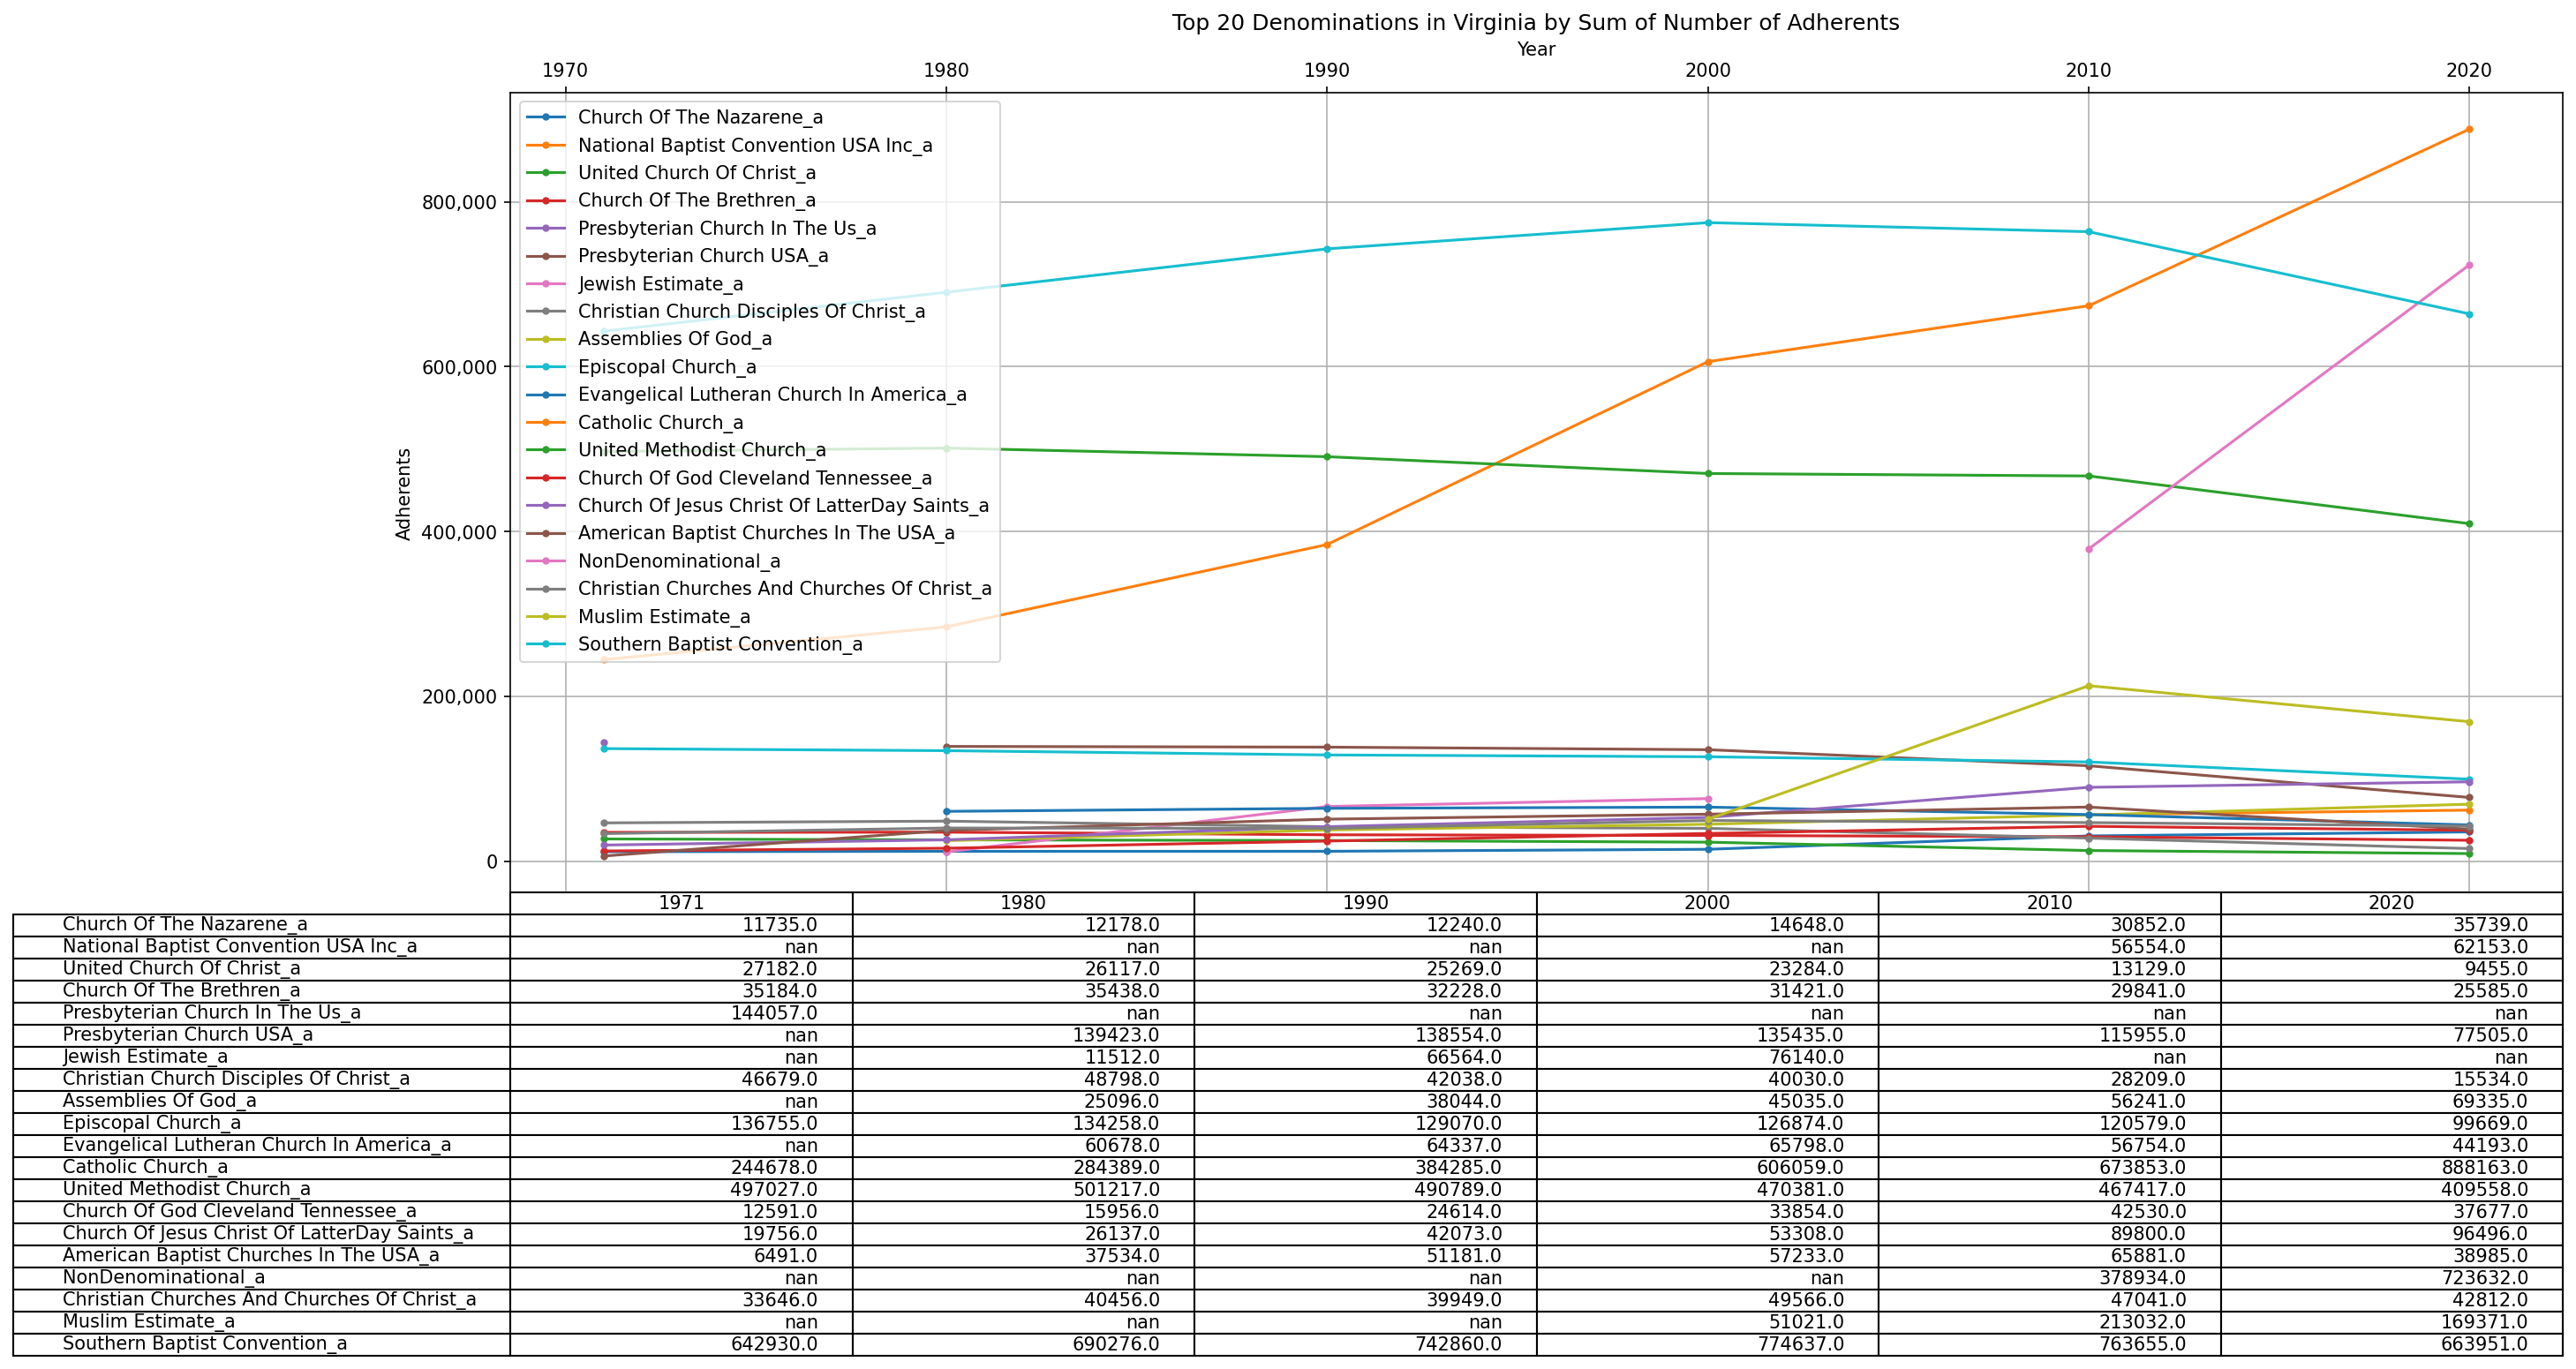 Top 20 Denominations in Virginia by Sum of Number of Adherents
Year
1970 1980 1990 2000 2010 2020
Church Of The Nazarene_a
National Baptist Convention USA Inc_a
United Church Of Christ_a
Church Of The Brethren_a
Presbyterian Church In The Us_a
Presbyterian Church USA_a
Jewish Estimate_a
Christian Church Disciples Of Christ_a
Assemblies Of God_a
Episcopal Church_a
Evangelical Lutheran Church In America_a
Catholic Church_a
United Methodist Church_a
Church Of God Cleveland Tennessee_a
Church Of Jesus Christ Of LatterDay Saints_a
American Baptist Churches In The USA_a
NonDenominational_a
Christian Churches And Churches Of Christ_a
Muslim Estimate_a
Southern Baptist Convention_a
Adherents
800,000
600,000
400,000
200,000
0
1971 1980 1990 2000 2010 2020
Church Of The Nazarene_a 11735.0 12178.0 12240.0 14648.0 30852.0 35739.0
National Baptist Convention USA Inc_a nan nan nan nan 56554.0 62153.0
United Church Of Christ_a 27182.0 26117.0 25269.0 23284.0 13129.0 9455.0
Church Of The Brethren_a 35184.0 35438.0 32228.0 31421.0 29841.0 25585.0
Presbyterian Church In The Us_a 144057.0 nan nan nan nan nan
Presbyterian Church USA_a nan 139423.0 138554.0 135435.0 115955.0 77505.0
Jewish Estimate_a nan 11512.0 66564.0 76140.0 nan nan
Christian Church Disciples Of Christ_a 46679.0 48798.0 42038.0 40030.0 28209.0 15534.0
Assemblies Of God_a nan 25096.0 38044.0 45035.0 56241.0 69335.0
Episcopal Church_a 136755.0 134258.0 129070.0 126874.0 120579.0 99669.0
Evangelical Lutheran Church In America_a nan 60678.0 64337.0 65798.0 56754.0 44193.0
Catholic Church_a 244678.0 284389.0 384285.0 606059.0 673853.0 888163.0
United Methodist Church_a 497027.0 501217.0 490789.0 470381.0 467417.0 409558.0
Church Of God Cleveland Tennessee_a 12591.0 15956.0 24614.0 33854.0 42530.0 37677.0
Church Of Jesus Christ Of LatterDay Saints_a 19756.0 26137.0 42073.0 53308.0 89800.0 96496.0
American Baptist Churches In The USA_a 6491.0 37534.0 51181.0 57233.0 65881.0 38985.0
NonDenominational_a nan nan nan nan 378934.0 723632.0
Christian Churches And Churches Of Christ_a 33646.0 40456.0 39949.0 49566.0 47041.0 42812.0
Muslim Estimate_a nan nan nan 51021.0 213032.0 169371.0
Southern Baptist Convention_a 642930.0 690276.0 742860.0 774637.0 763655.0 663951.0